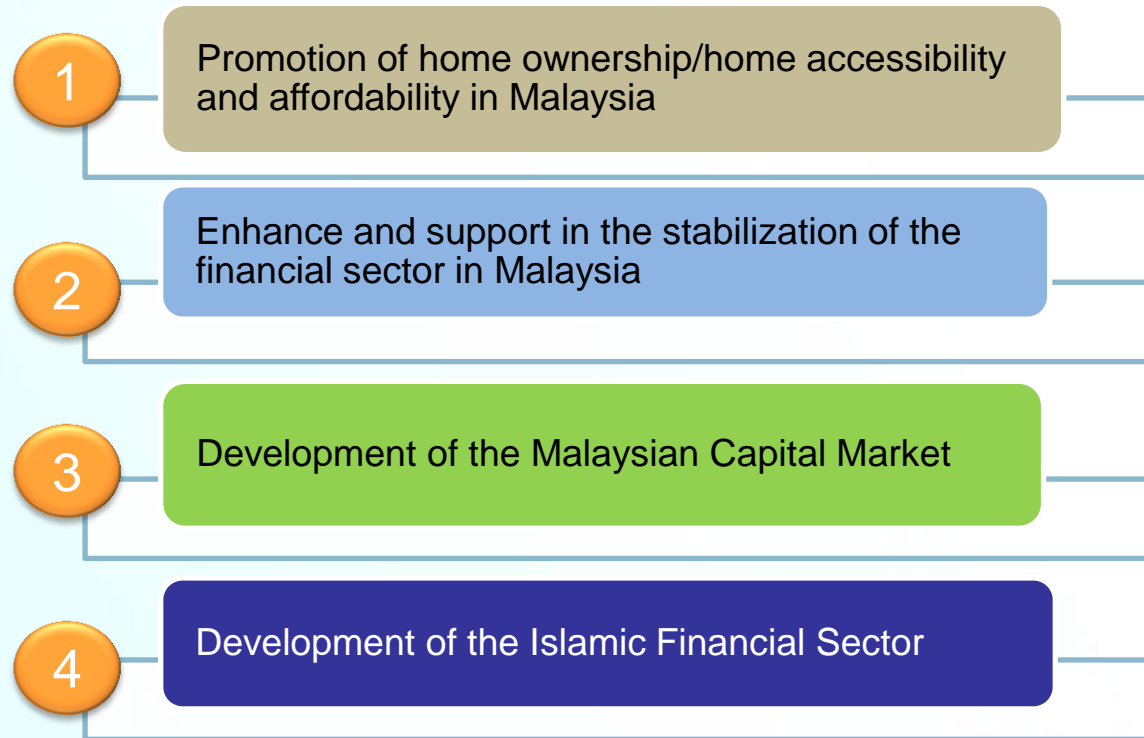 1
Promotion of home ownership/home accessibility
and affordability in Malaysia
2
Enhance and support in the stabilization of the
financial sector in Malaysia
3
Development of the Malaysian Capital Market
4
Development of the Islamic Financial Sector